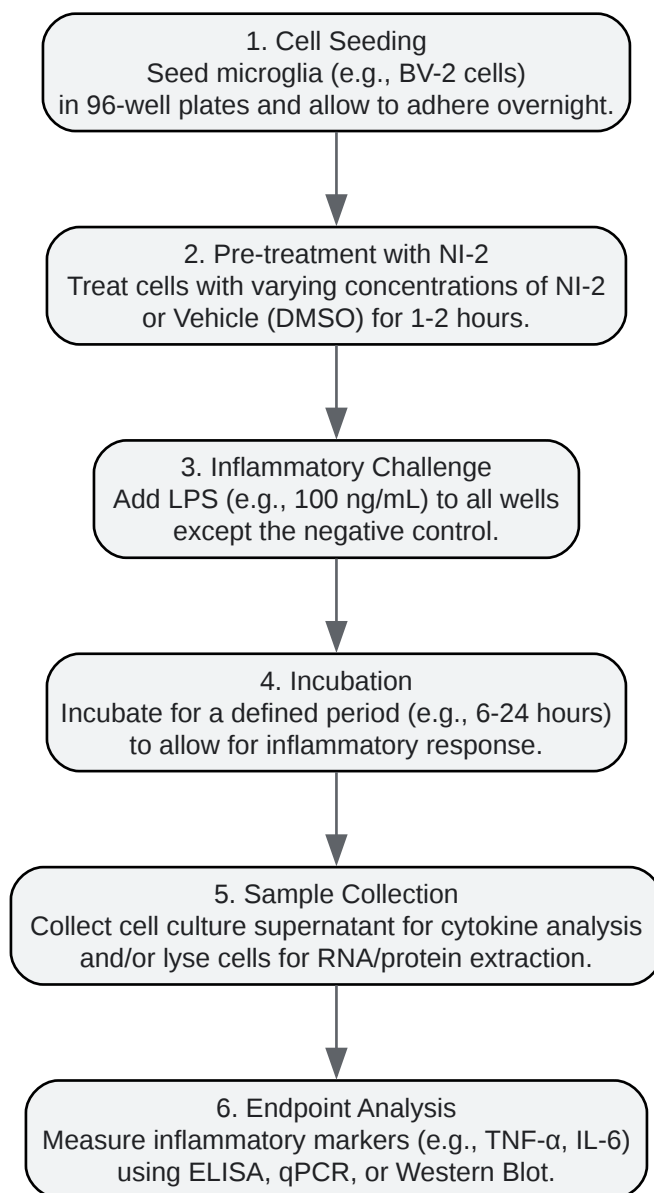 1. Cell Seeding
Seed microglia (e.g., BV-2 cells)
in 96-well plates and allow to adhere overnight.
2. Pre-treatment with NI-2
Treat cells with varying concentrations of NI-2
or Vehicle (DMSO) for 1-2 hours.
3. Inflammatory Challenge
Add LPS (e.g., 100 ng/mL) to all wells
except the negative control.
4. Incubation
Incubate for a defined period (e.g., 6-24 hours)
to allow for inflammatory response.
5. Sample Collection
Collect cell culture supernatant for cytokine analysis
and/or lyse cells for RNA/protein extraction.
6. Endpoint Analysis
Measure inflammatory markers (e.g., TNF-α, IL-6)
using ELISA, qPCR, or Western Blot.